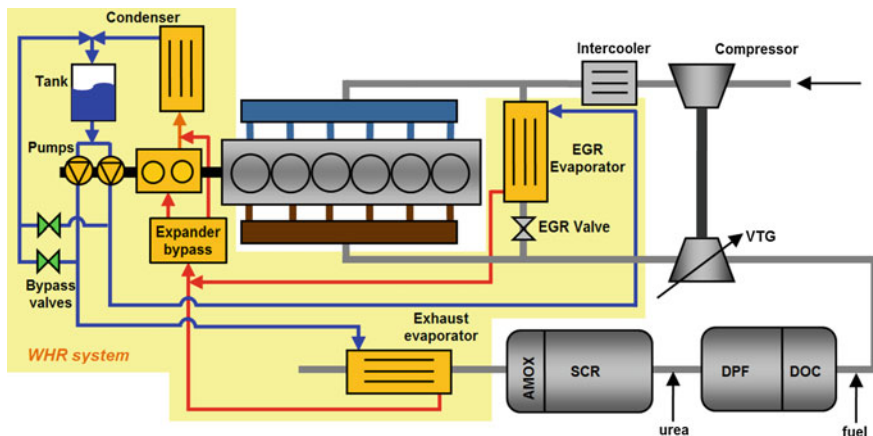 Condenser
Tank
Pumps
Expander
bypass
Bypass
valves
WHR system
Intercooler
Compressor
EGR
Evaporator
EGR Valve
VTG
Exhaust
evaporator
AMOX
SCR
DPF
DOC
urea
fuel